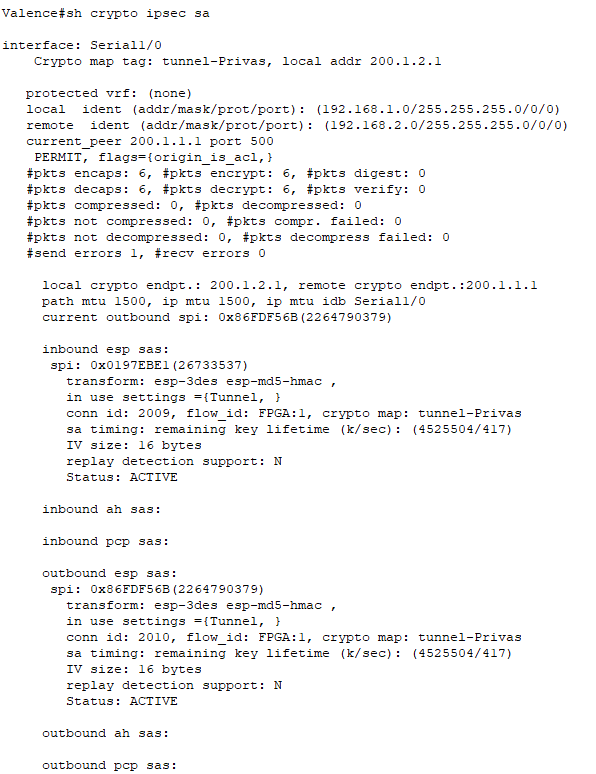 Valence#sh crypto ipsec sa
interface: Serial1/0
Crypto map tag: tunnel-Privas, local addr 200.1.2.1
protected vrf: (none)
local  ident (addr/mask/prot/port): (192.168.1.0/255.255.255.0/0/0)
remote  ident (addr/mask/prot/port): (192.168.2.0/255.255.255.0/0/0)
current_peer 200.1.1.1 port 500
PERMIT, flags={origin_is_acl,}
#pkts encaps: 6, #pkts encrypt: 6, #pkts digest: 0
#pkts decaps: 6, #pkts decrypt: 6, #pkts verify: 0
#pkts compressed: 0, #pkts decompressed: 0
#pkts not compressed: 0, #pkts compr. failed: 0
#pkts not decompressed: 0, #pkts decompress failed: 0
#send errors 1, #recv errors 0
local crypto endpt.: 200.1.2.1, remote crypto endpt.:200.1.1.1
path mtu 1500, ip mtu 1500, ip mtu idb Serial1/0
current outbound spi: 0x86FDF56B(2264790379)
inbound esp sas:
spi: 0x0197EBE1(26733537)
transform: esp-3des esp-md5-hmac ,
in use settings ={Tunnel, }
conn id: 2009, flow_id: FPGA:1, crypto map: tunnel-Privas
sa timing: remaining key lifetime (k/sec): (4525504/417)
IV size: 16 bytes
replay detection support: N
Status: ACTIVE
inbound ah sas:
inbound pcp sas:
outbound esp sas:
spi: 0x86FDF56B(2264790379)
transform: esp-3des esp-md5-hmac ,
in use settings ={Tunnel, }
conn id: 2010, flow_id: FPGA:1, crypto map: tunnel-Privas
sa timing: remaining key lifetime (k/sec): (4525504/417)
IV size: 16 bytes
replay detection support: N
Status: ACTIVE
outbound ah sas:
outbound pcp sas: